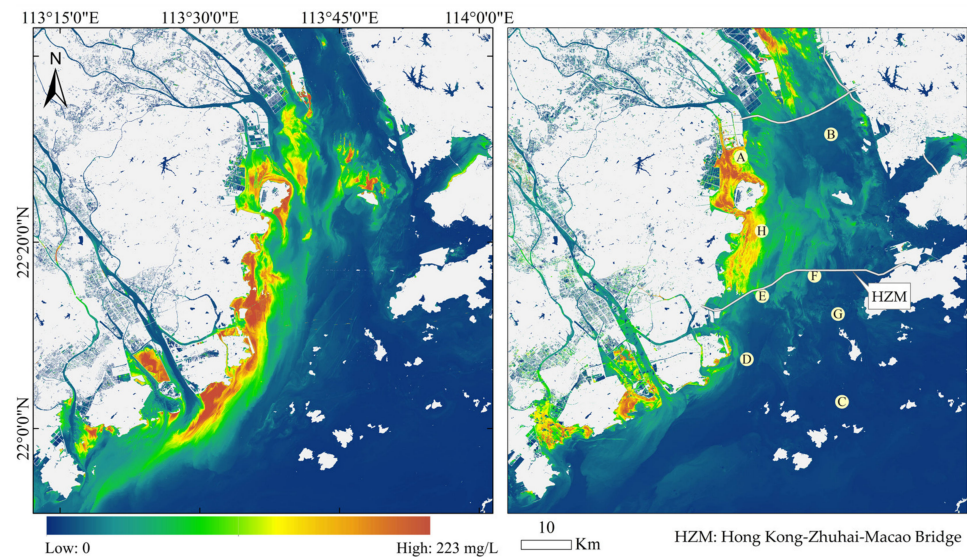 113°15'0"E 113°30'0"E 113°45'0"E 114°0'0"E
N
22°20'0"N
22°0'0"N
A
B
H
F
E
HZM
G
D
C
Low: 0
High: 223 mg/L
10
Km
HZM: Hong Kong-Zhuhai-Macao Bridge